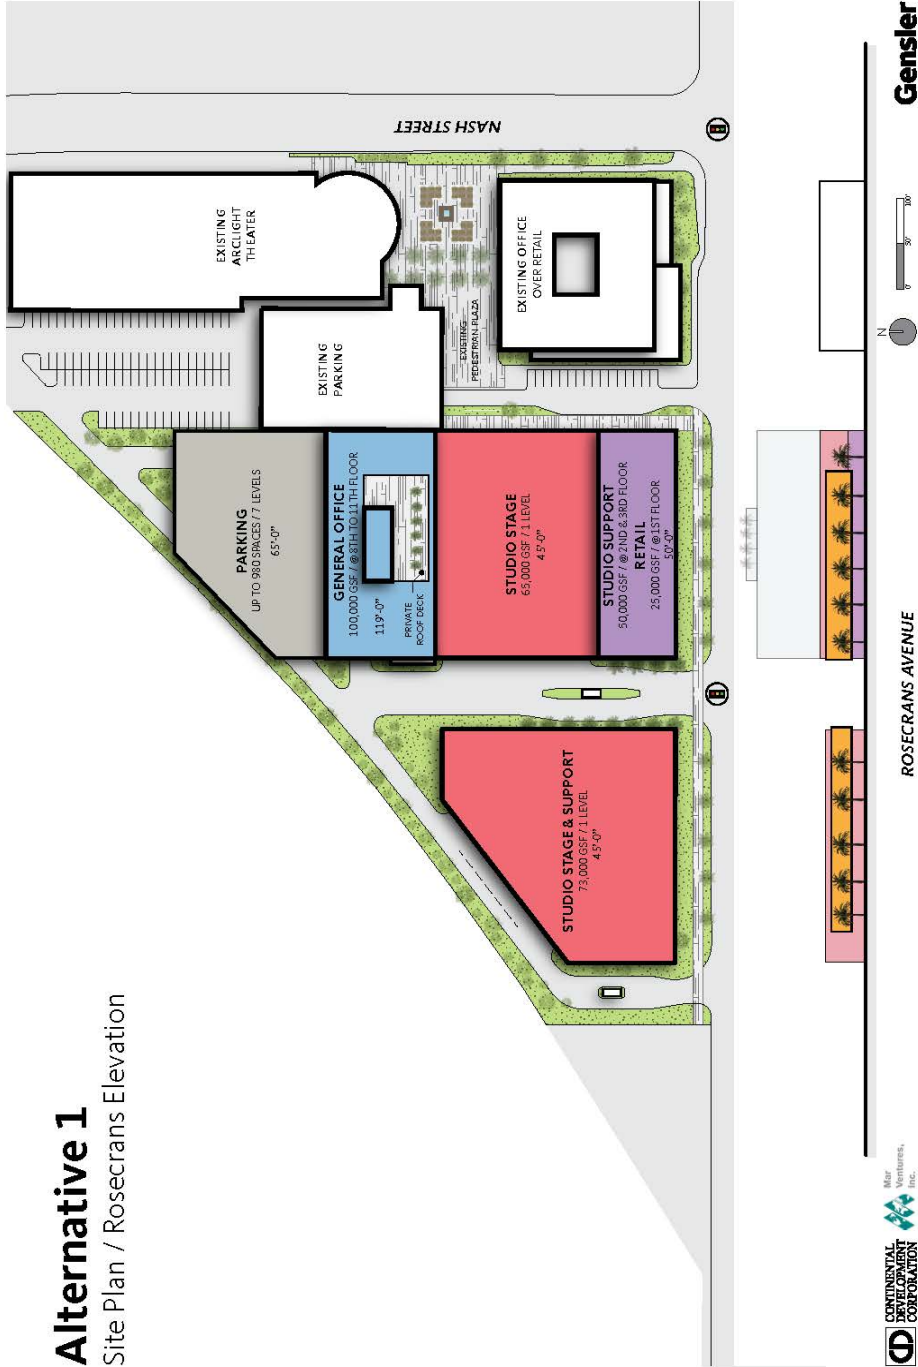 Alternative 1
Site Plan / Rosecrans Elevation
NASH STREET
EXISTING
ARCLIGHT
THEATER
EXISTING
PARKING
EXISTING
PEDESTRIAN PLAZA
EXISTING OFFICE
OVER RETAIL
PARKING
UP TO 980 SPACES / 7 LEVELS
65'-0"
GENERAL OFFICE
100,000 GSF / @ 8TH TO 11TH FLOOR
119'-0"
PRIVATE
ROOF DECK
STUDIO STAGE
65,000 GSF / 1 LEVEL
45'-0"
STUDIO SUPPORT
50,000 GSF / @ 2ND & 3RD FLOOR
RETAIL
25,000 GSF / @ 1ST FLOOR
50'-0"
STUDIO STAGE & SUPPORT
73,000 GSF / 1 LEVEL
45'-0"
ROSECRANS AVENUE
N
0' 50' 100'
CD
CONTINENTAL
DEVELOPMENT
CORPORATION
Mar
Ventures,
Inc.
Gensler